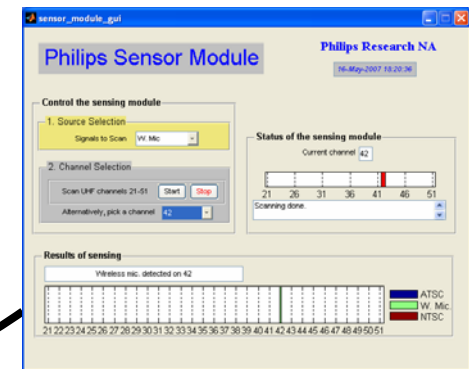 sensor_module_gui
Philips Sensor Module
Philips Research NA
16-May-2007 18:20:36
Control the sensing module
1. Source Selection
Signals to Scan W. Mic
2. Channel Selection
Scan UHF channels 21-51 Start Stop
Alternatively, pick a channel 42
Status of the sensing module
Current channel 42
21 26 31 36 41 46 51
Scanning done.
Results of sensing
Wireless mic. detected on 42
21 22 23 24 25 26 27 28 29 30 31 32 33 34 35 36 37 38 39 40 41 42 43 44 45 46 47 48 49 50 51
ATSC
W. Mic.
NTSC